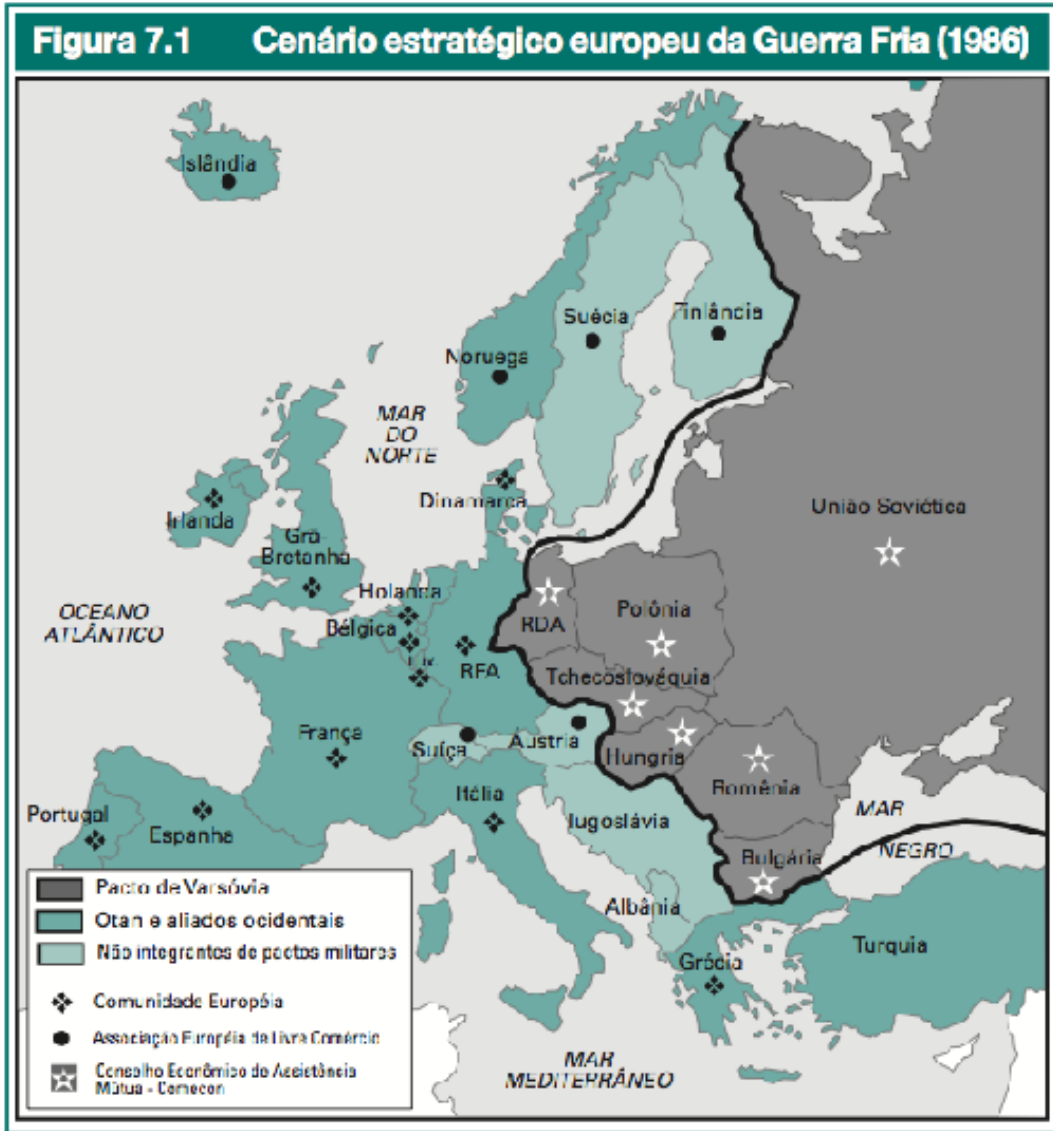 Figura 7.1 Cenário estratégico europeu da Guerra Fria (1986)
Islândia
Suécia
Finlândia
Noruega
MAR
DO
NORTE
Dinamarca
União Soviética
Irlanda
Grã-
Bretanha
Holanda
Bélgica
Lux.
OCEANO
ATLÂNTICO
RDA
Polônia
RFA
Tchecoslováquia
França
Suíça
Áustria
Hungria
Romênia
Itália
Iugoslávia
Portugal
Espanha
MAR
NEGRO
Bulgária
Albânia
Grécia
Turquia
MAR
MEDITERRÂNEO
Pacto de Varsóvia
Otan e aliados ocidentais
Não integrantes de pactos militares
Comunidade Européia
Associação Européia de Livre Comércio
Conselho Econômico de Assistência
Mútua - Comecon